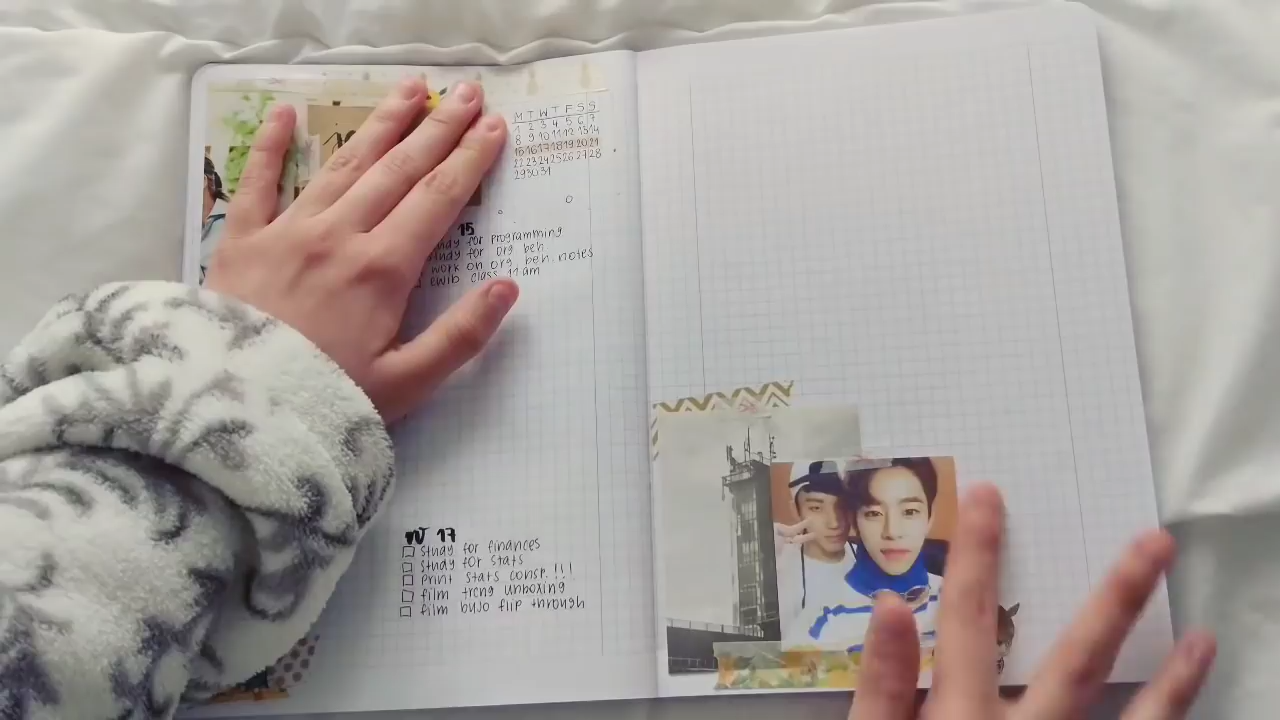 M T W T F S S
1 2 3 4 5 6 7
8 9 10 11 12 13 14
15 16 17 18 19 20 21
22 23 24 25 26 27 28
29 30 31
15
study for programming
study for org beh.
work on org. beh. notes
ewib class 11 am
W 17
study for finances
study for stats
print stats consp. !!!
film treng unboxing
film bujo flip through